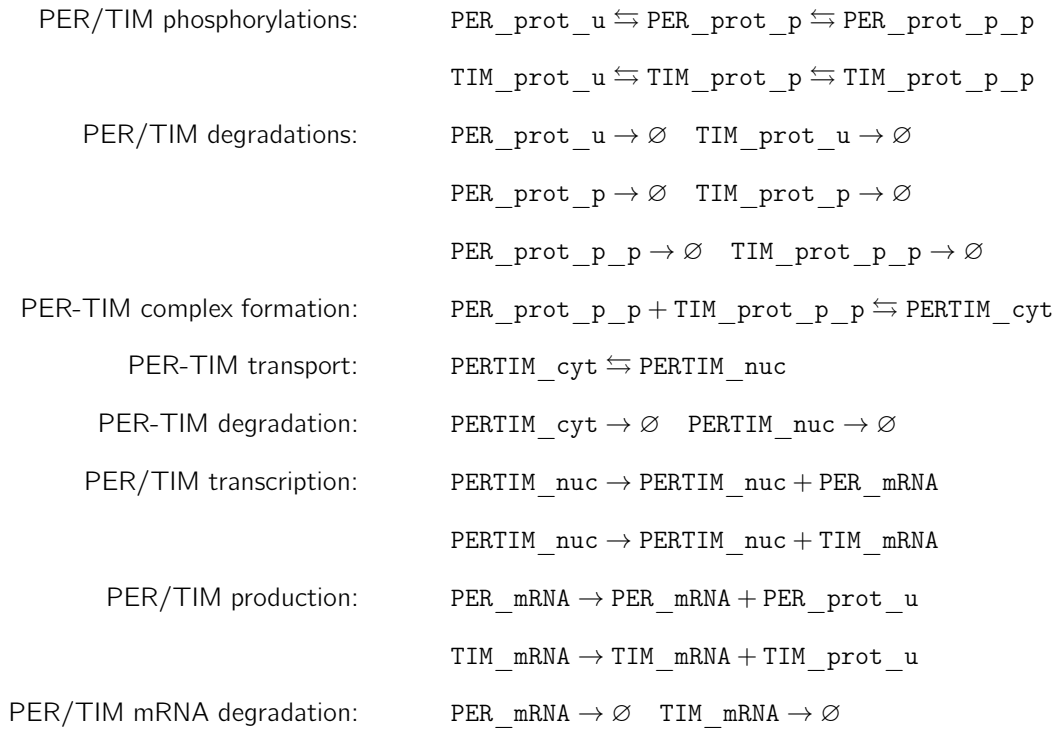 PER/TIM phosphorylations: PER_prot_u ⇆ PER_prot_p ⇆ PER_prot_p_p
TIM_prot_u ⇆ TIM_prot_p ⇆ TIM_prot_p_p
PER/TIM degradations: PER_prot_u → ∅ TIM_prot_u → ∅
PER_prot_p → ∅ TIM_prot_p → ∅
PER_prot_p_p → ∅ TIM_prot_p_p → ∅
PER-TIM complex formation: PER_prot_p_p + TIM_prot_p_p ⇆ PERTIM_cyt
PER-TIM transport: PERTIM_cyt ⇆ PERTIM_nuc
PER-TIM degradation: PERTIM_cyt → ∅ PERTIM_nuc → ∅
PER/TIM transcription: PERTIM_nuc → PERTIM_nuc + PER_mRNA
PERTIM_nuc → PERTIM_nuc + TIM_mRNA
PER/TIM production: PER_mRNA → PER_mRNA + PER_prot_u
TIM_mRNA → TIM_mRNA + TIM_prot_u
PER/TIM mRNA degradation: PER_mRNA → ∅ TIM_mRNA → ∅